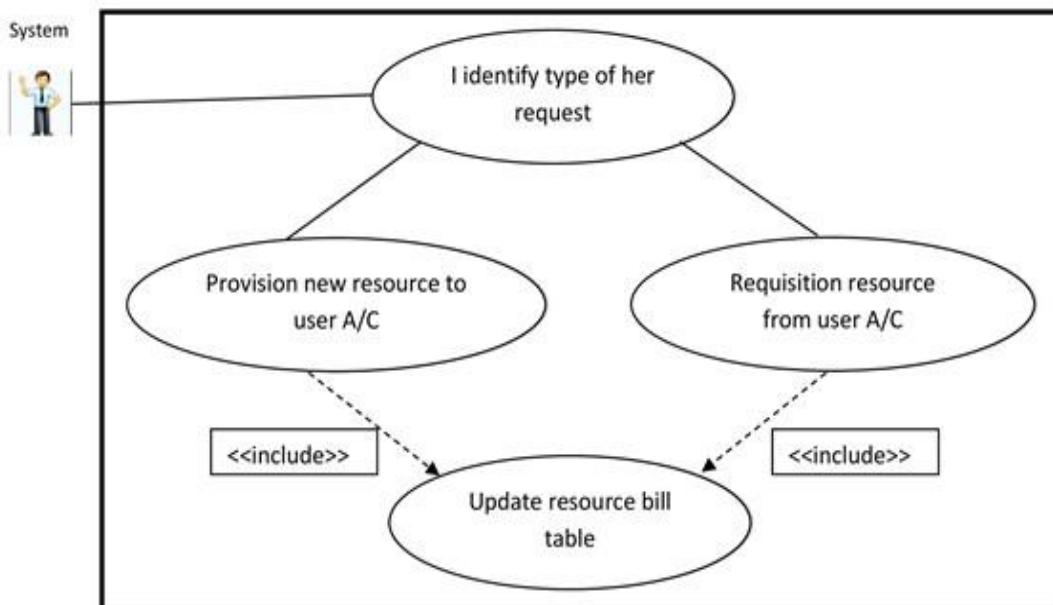 System
I identify type of her
request
Provision new resource to
user A/C
Requisition resource
from user A/C
<<include>>
<<include>>
Update resource bill
table